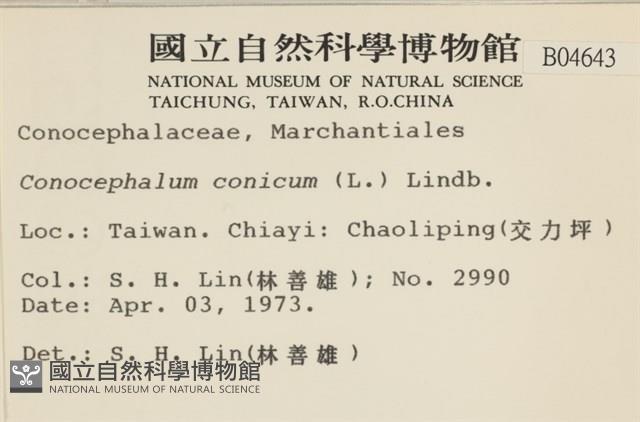 國立自然科學博物館
B04643
NATIONAL MUSEUM OF NATURAL SCIENCE
TAICHUNG, TAIWAN, R.O.CHINA
Conocephalaceae, Marchantiales
Conocephalum conicum (L.) Lindb.
Loc.: Taiwan. Chiayi: Chaoliping(交力坪)
Col.: S. H. Lin(林善雄); No. 2990
Date: Apr. 03, 1973.
Det.: S. H. Lin(林善雄)
國立自然科學博物館
NATIONAL MUSEUM OF NATURAL SCIENCE